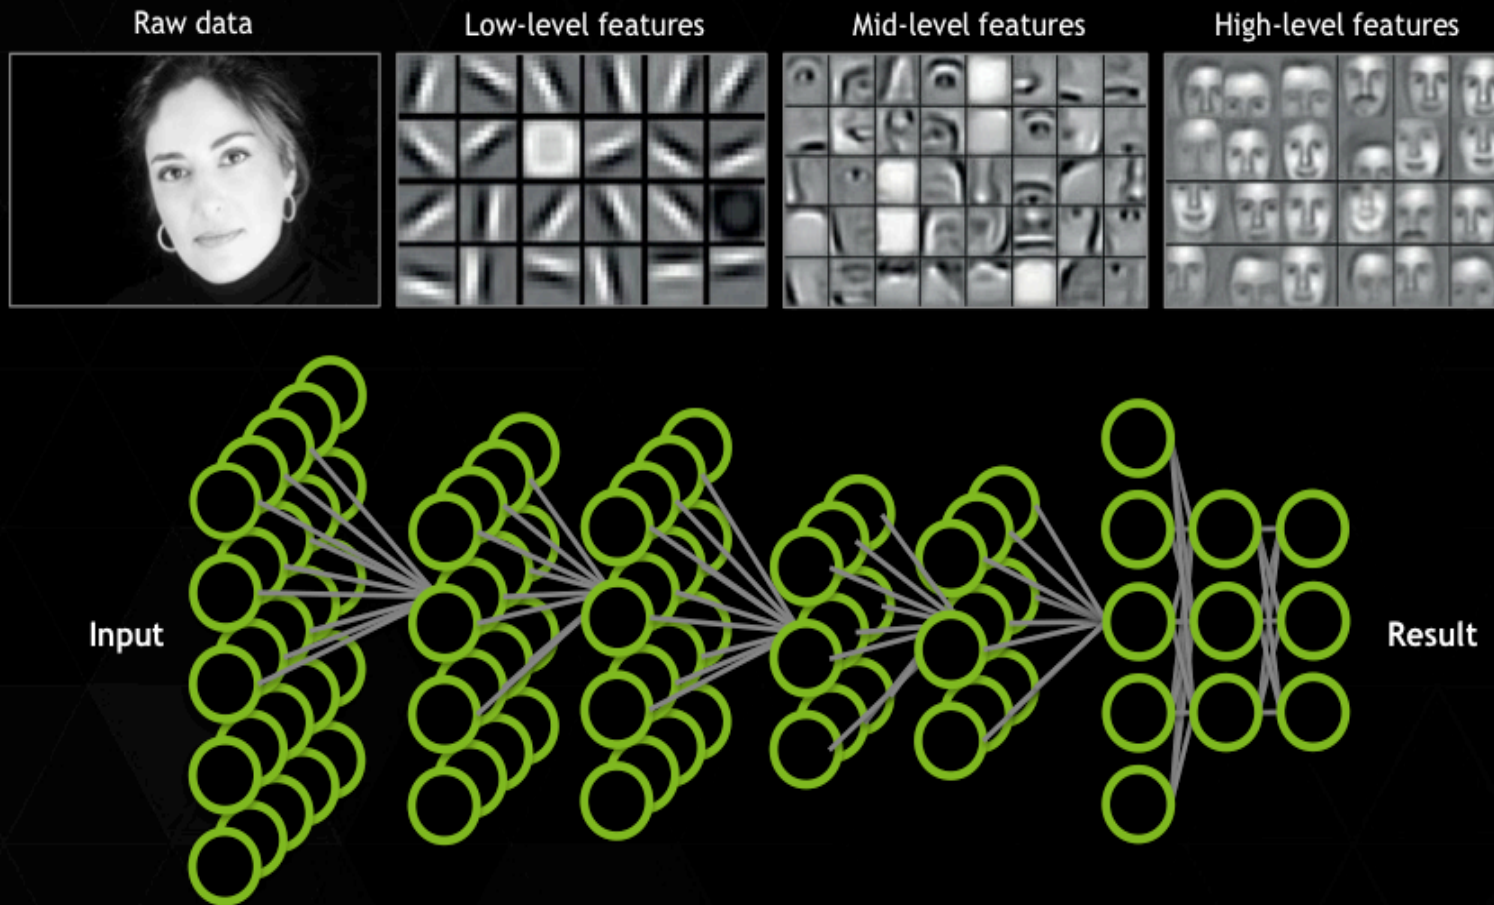 Raw data
Low-level features
Mid-level features
High-level features
Input
Result